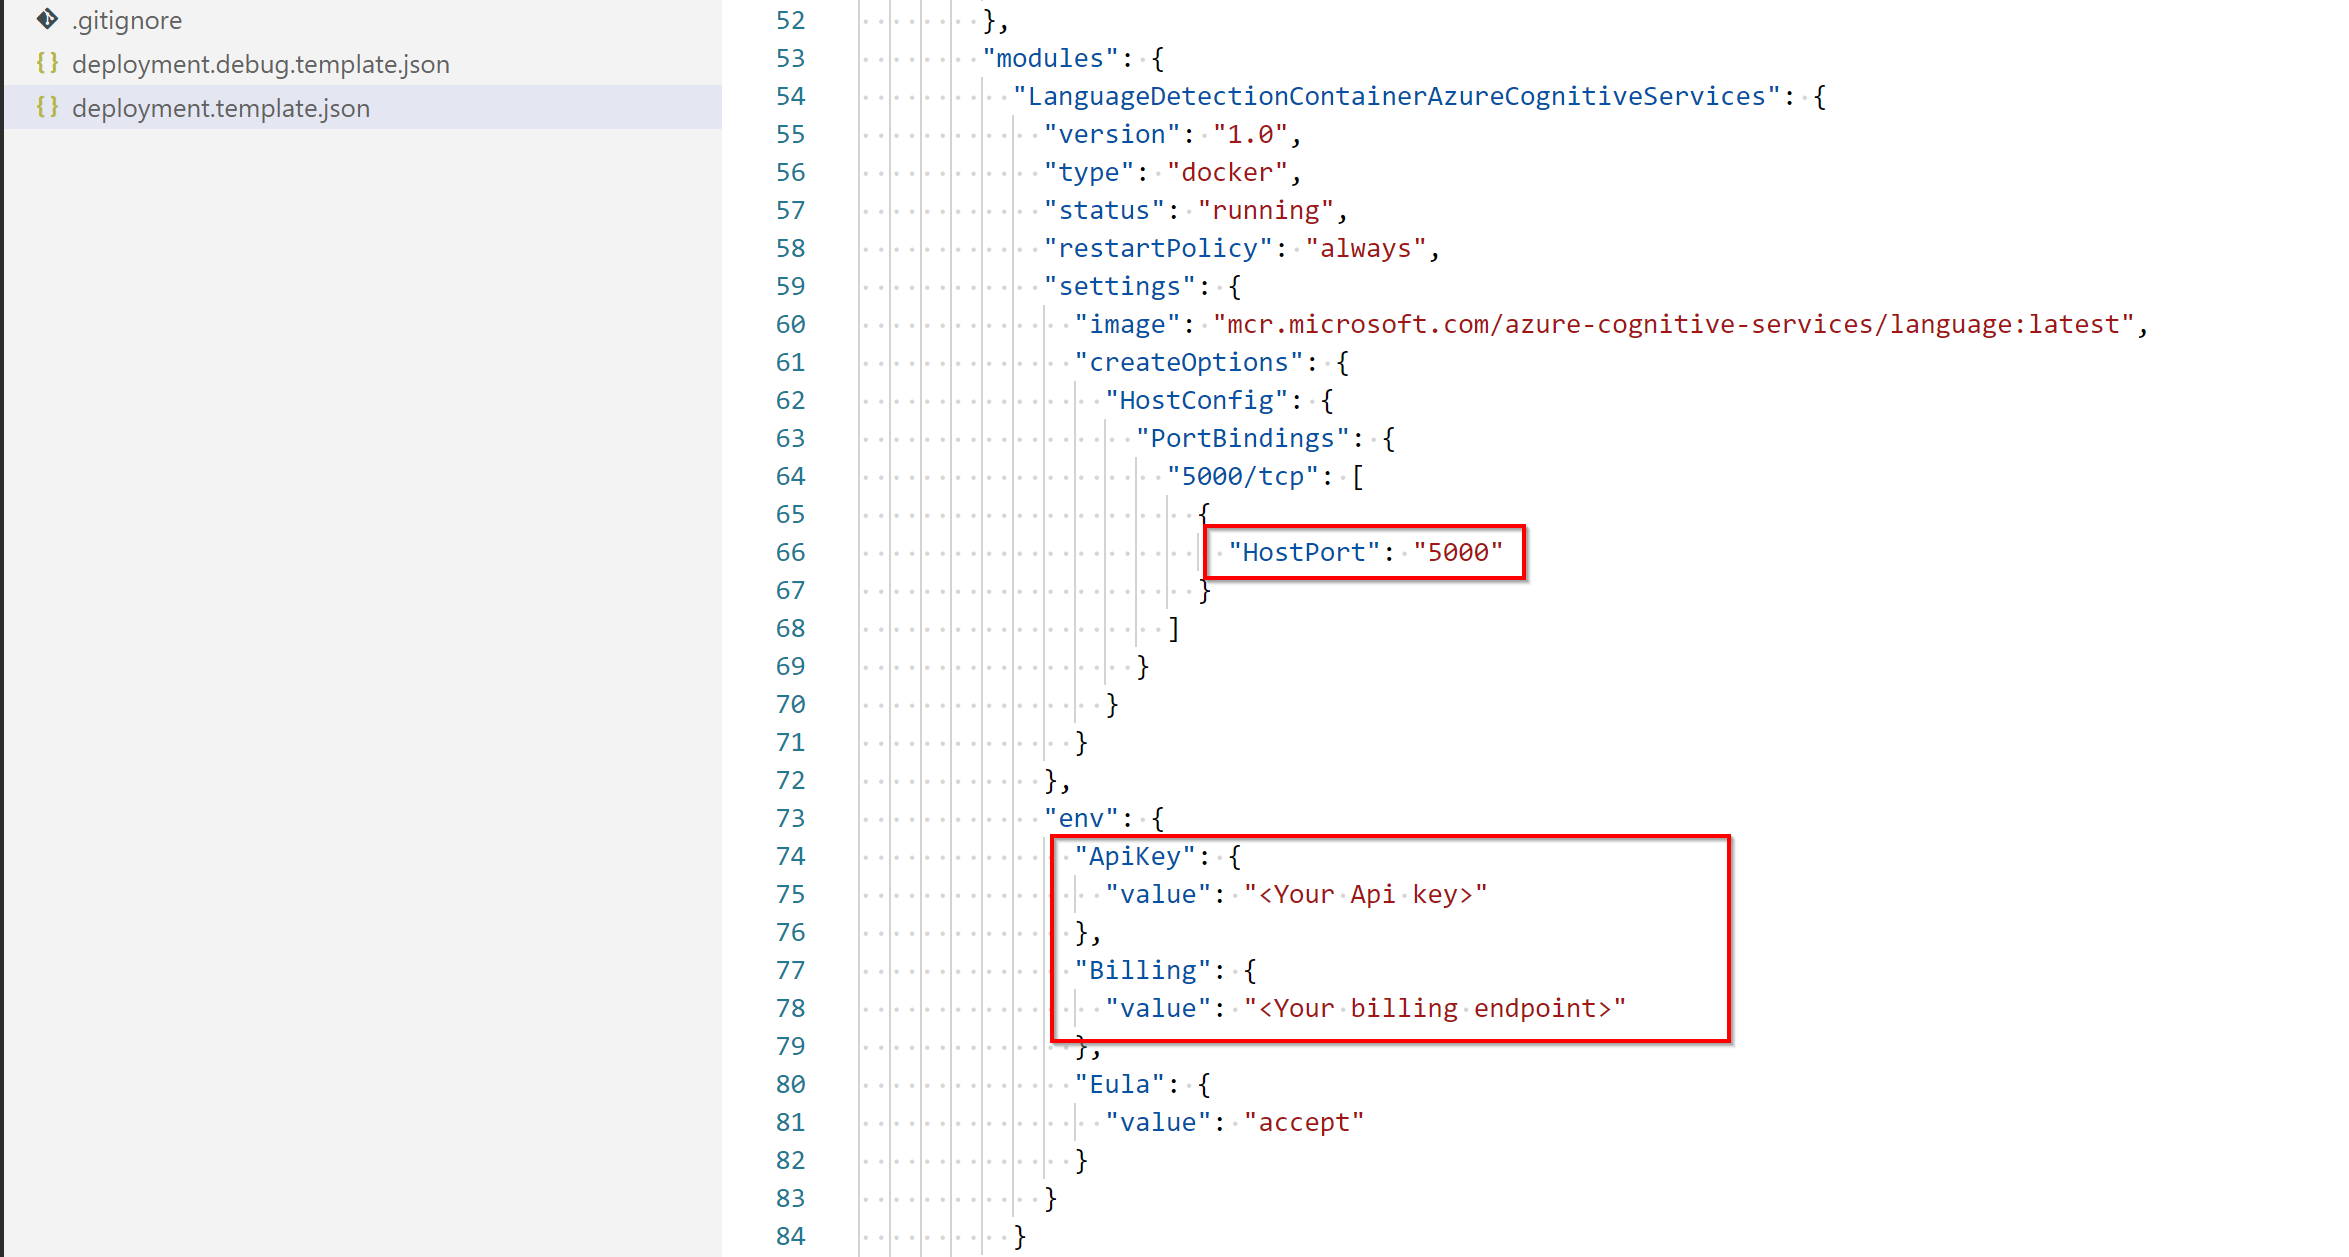 .gitignore
deployment.debug.template.json
deployment.template.json
52 },
53 "modules": {
54 "LanguageDetectionContainerAzureCognitiveServices": {
55 "version": "1.0",
56 "type": "docker",
57 "status": "running",
58 "restartPolicy": "always",
59 "settings": {
60 "image": "mcr.microsoft.com/azure-cognitive-services/language:latest",
61 "createOptions": {
62 "HostConfig": {
63 "PortBindings": {
64 "5000/tcp": [
65 {
66 "HostPort": "5000"
67 }
68 ]
69 }
70 }
71 }
72 },
73 "env": {
74 "ApiKey": {
75 "value": "<Your Api key>"
76 },
77 "Billing": {
78 "value": "<Your billing endpoint>"
79 },
80 "Eula": {
81 "value": "accept"
82 }
83 }
84 }